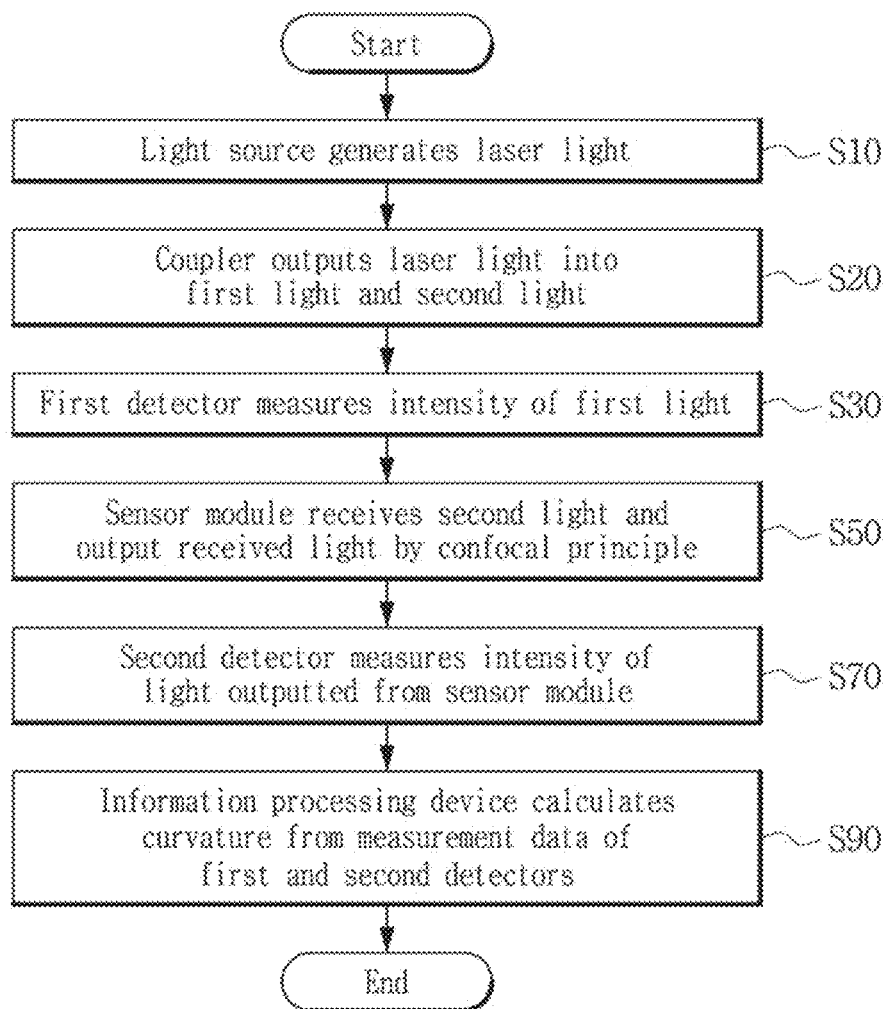 Start
Light source generates laser light
S10
Coupler outputs laser light into
first light and second light
S20
First detector measures intensity of first light
S30
Sensor module receives second light and
output received light by confocal principle
S50
Second detector measures intensity of
light outputted from sensor module
S70
Information processing device calculates
curvature from measurement data of
first and second detectors
S90
End